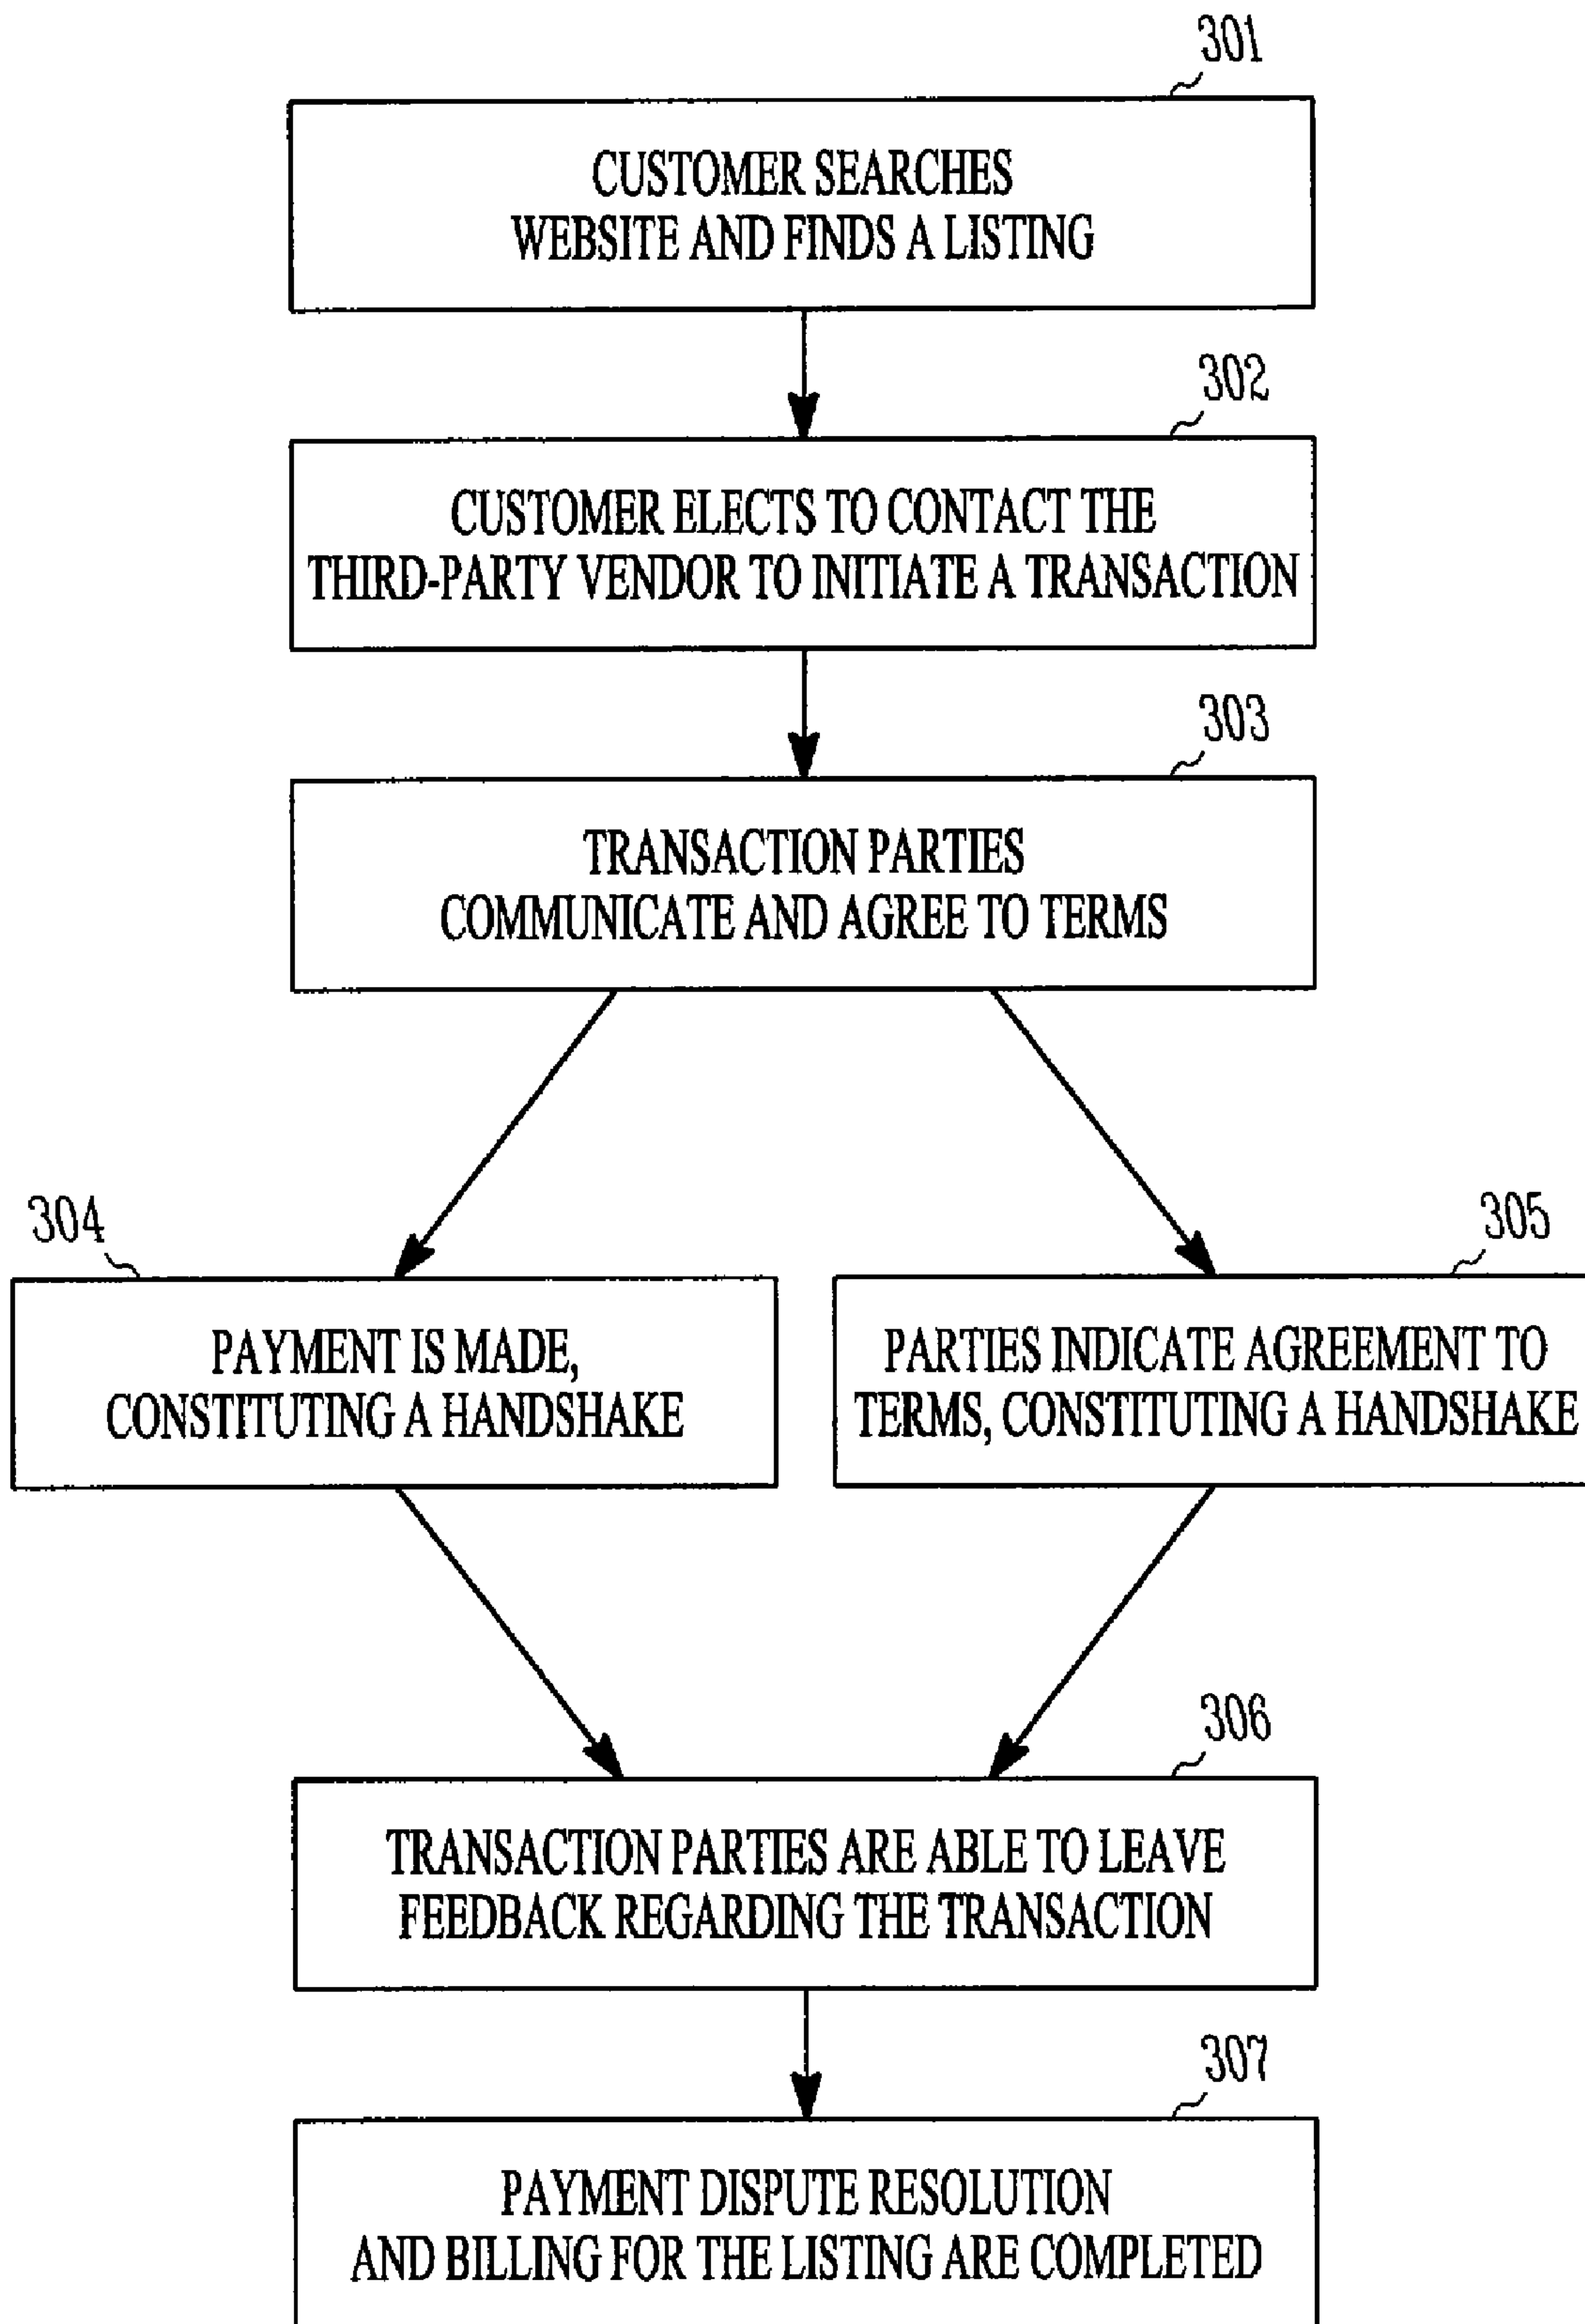 301
CUSTOMER SEARCHES
WEBSITE AND FINDS A LISTING
302
CUSTOMER ELECTS TO CONTACT THE
THIRD-PARTY VENDOR TO INITIATE A TRANSACTION
303
TRANSACTION PARTIES
COMMUNICATE AND AGREE TO TERMS
304
PAYMENT IS MADE,
CONSTITUTING A HANDSHAKE
305
PARTIES INDICATE AGREEMENT TO
TERMS, CONSTITUTING A HANDSHAKE
306
TRANSACTION PARTIES ARE ABLE TO LEAVE
FEEDBACK REGARDING THE TRANSACTION
307
PAYMENT DISPUTE RESOLUTION
AND BILLING FOR THE LISTING ARE COMPLETED